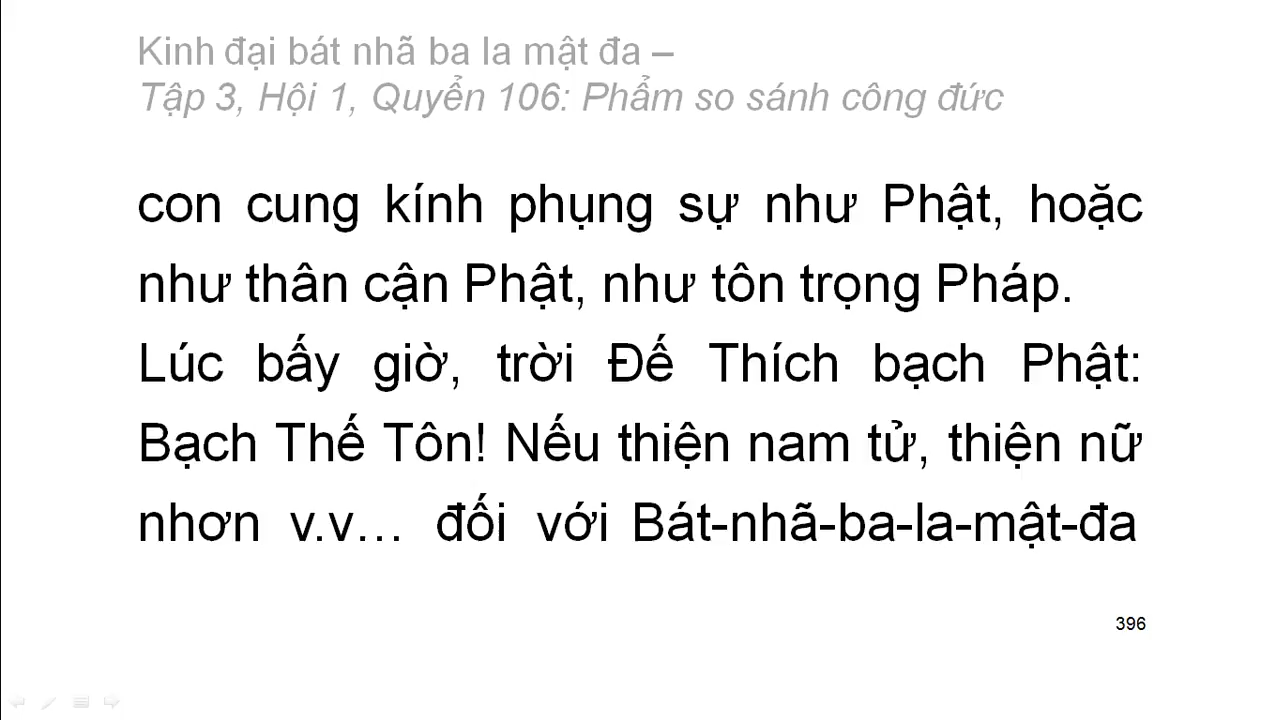 Kinh đại bát nhã ba la mật đa –
Tập 3, Hội 1, Quyển 106: Phẩm so sánh công đức
con cung kính phụng sự như Phật, hoặc
như thân cận Phật, như tôn trọng Pháp.
Lúc bấy giờ, trời Đế Thích bạch Phật:
Bạch Thế Tôn! Nếu thiện nam tử, thiện nữ
nhơn v.v… đối với Bát-nhã-ba-la-mật-đa
396